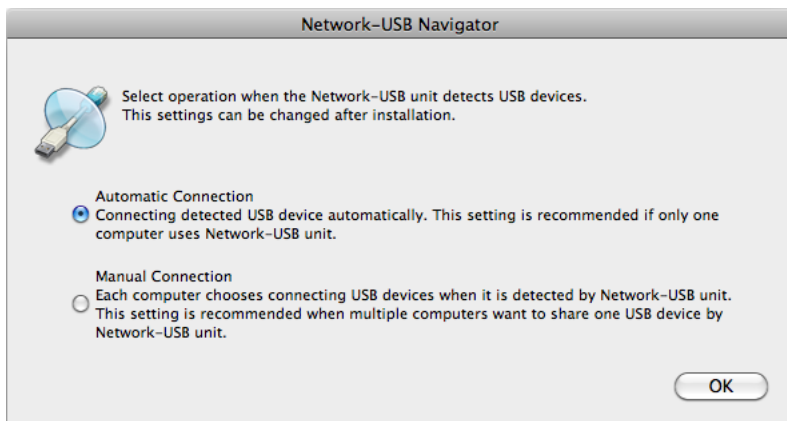 Network-USB Navigator
Select operation when the Network-USB unit detects USB devices.
This settings can be changed after installation.
Automatic Connection
Connecting detected USB device automatically. This setting is recommended if only one
computer uses Network-USB unit.
Manual Connection
Each computer chooses connecting USB devices when it is detected by Network-USB unit.
This setting is recommended when multiple computers want to share one USB device by
Network-USB unit.
OK